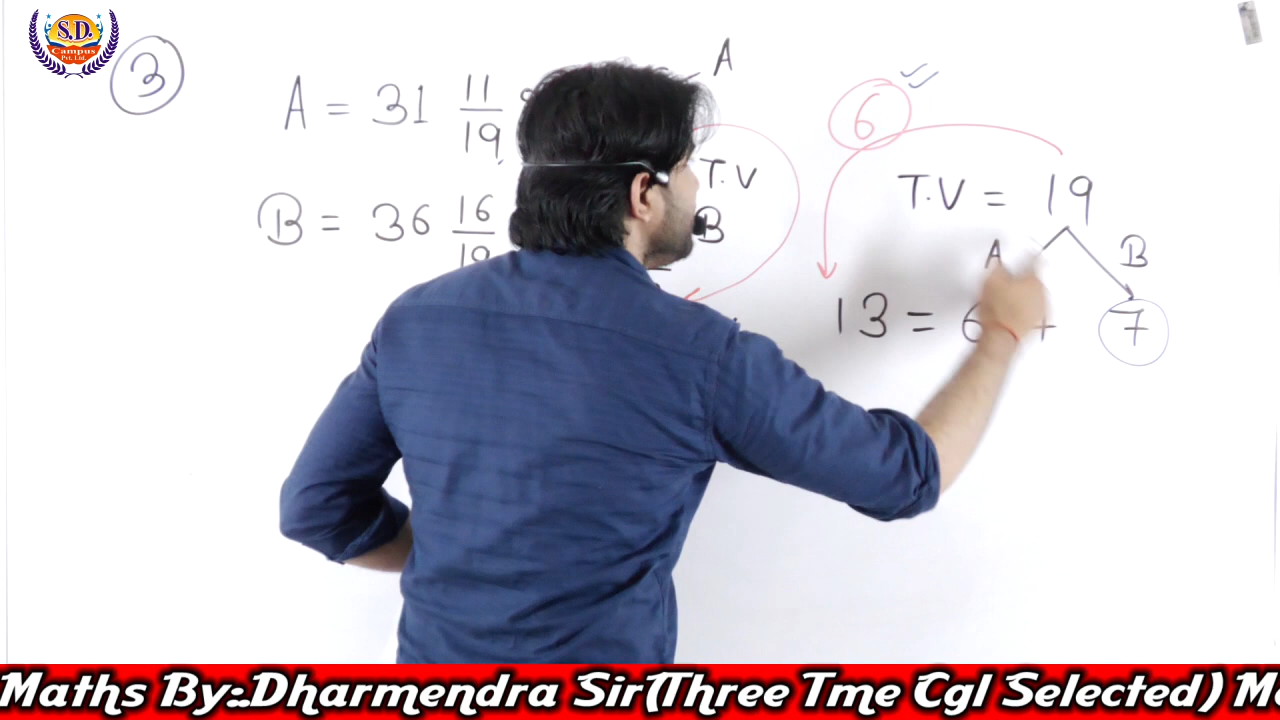 S.D.
Campus
Pvt. Ltd.
3
A = 31 11/19
A
T.V
B
B = 36 16/19
6
T.V = 19
A B
13 = 6 + 7
Maths By:-Dharmendra Sir(Three Tme Cgl Selected) M